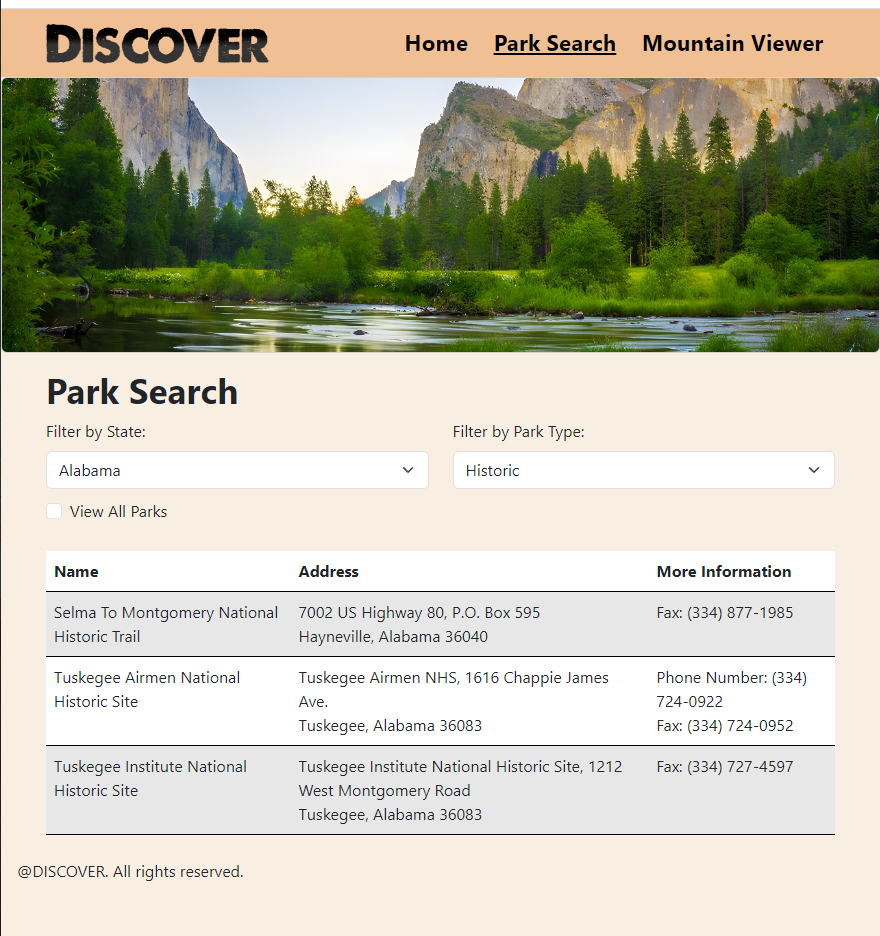 DISCOVER
Home Park Search Mountain Viewer
Park Search
Filter by State: Filter by Park Type:
Alabama Historic
View All Parks
Name Address More Information
Selma To Montgomery National 7002 US Highway 80, P.O. Box 595 Fax: (334) 877-1985
Historic Trail Hayneville, Alabama 36040
Tuskegee Airmen National Tuskegee Airmen NHS, 1616 Chappie James Phone Number: (334)
Historic Site Ave. 724-0922
Tuskegee, Alabama 36083 Fax: (334) 724-0952
Tuskegee Institute National Tuskegee Institute National Historic Site, 1212 Fax: (334) 727-4597
Historic Site West Montgomery Road
Tuskegee, Alabama 36083
@DISCOVER. All rights reserved.